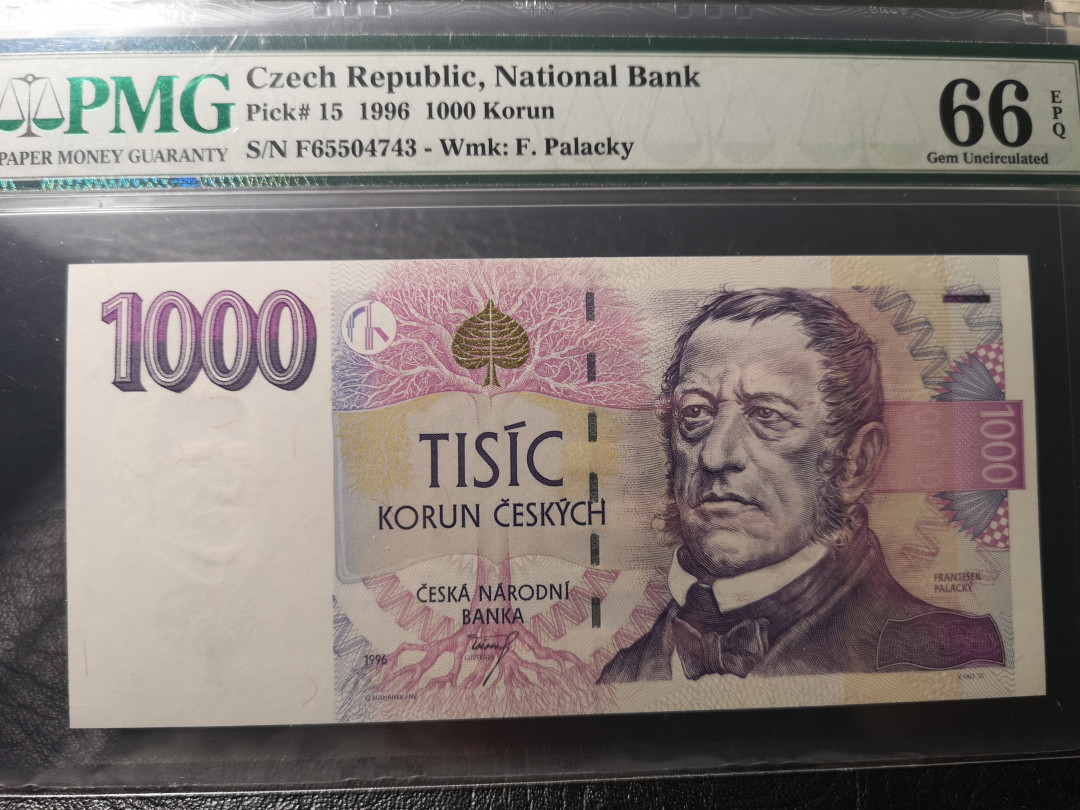 PMG
PAPER MONEY GUARANTY
Czech Republic, National Bank
Pick# 15 1996 1000 Korun
S/N F65504743 - Wmk: F. Palacky
66
EPQ
Gem Uncirculated
1000
TISÍC
KORUN ČESKÝCH
ČESKÁ NÁRODNÍ
BANKA
GUVERNÉR
1996
1000
FRANTIŠEK
PALACKÝ